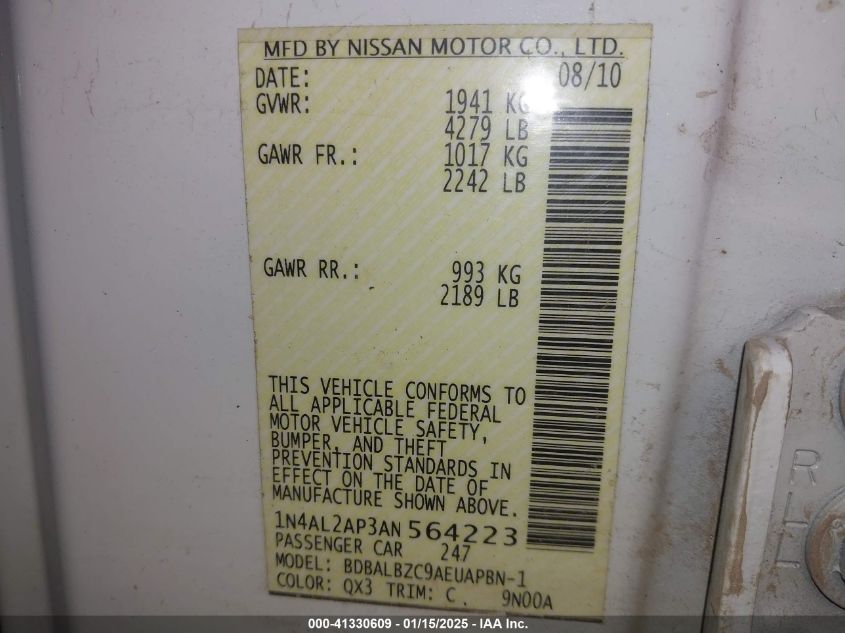 MFD BY NISSAN MOTOR CO., LTD.
DATE: 08/10
GVWR: 1941 KG
4279 LB
GAWR FR.: 1017 KG
2242 LB
GAWR RR.: 993 KG
2189 LB
THIS VEHICLE CONFORMS TO
ALL APPLICABLE FEDERAL
MOTOR VEHICLE SAFETY,
BUMPER, AND THEFT
PREVENTION STANDARDS IN
EFFECT ON THE DATE OF
MANUFACTURE SHOWN ABOVE.
1N4AL2AP3AN 564223
PASSENGER CAR 247
MODEL: BDBALBZC9AEUAPBN-1
COLOR: QX3 TRIM: C 9N00A
000-41330609 - 01/15/2025 - IAA Inc.